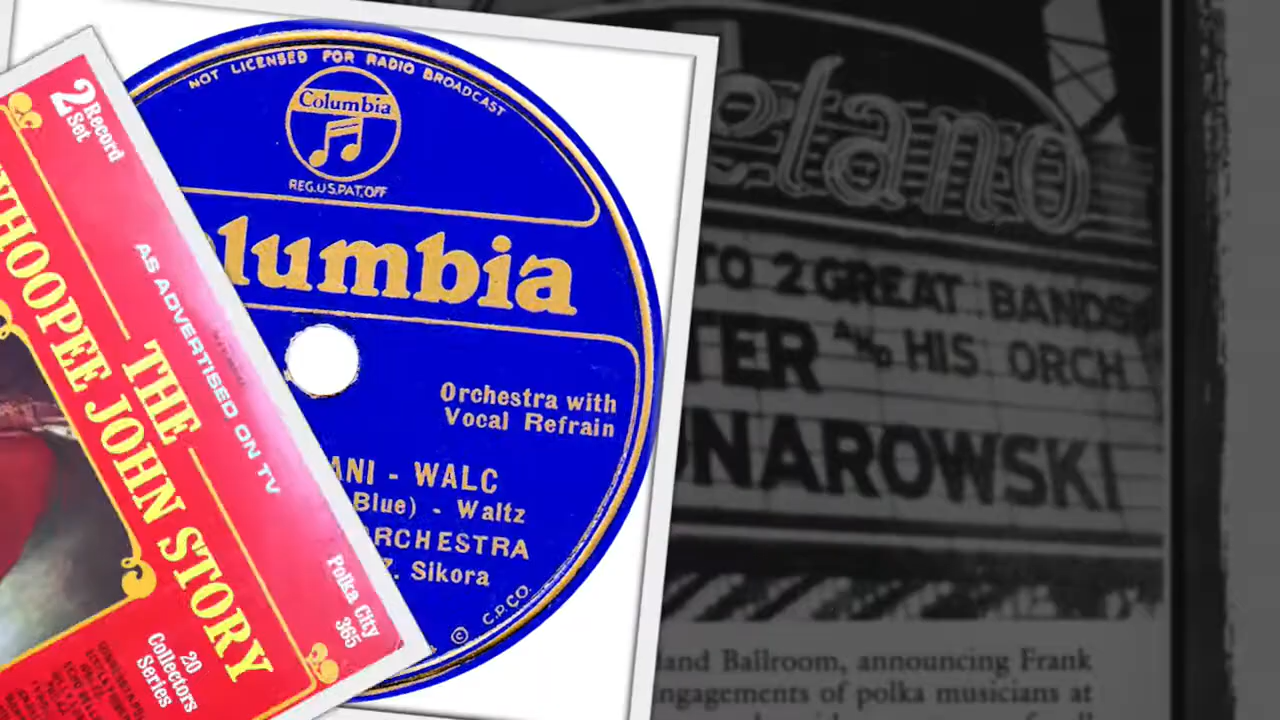 2 Record
Set
AS ADVERTISED ON TV
THE
WHOOPEE JOHN STORY
Polka City
365
20
Collectors
Series
NOT LICENSED FOR RADIO BROADCAST
Columbia
REG.U.S.PAT.OFF
lumbia
Orchestra with
Vocal Refrain
ANI - WALC
Blue) - Waltz
ORCHESTRA
Z. Sikora
© C.P.CO.
elano
TO 2 GREAT BANDS
TER AND HIS ORCH
NAROWSKI
land Ballroom, announcing Frank
ngagements of polka musicians at